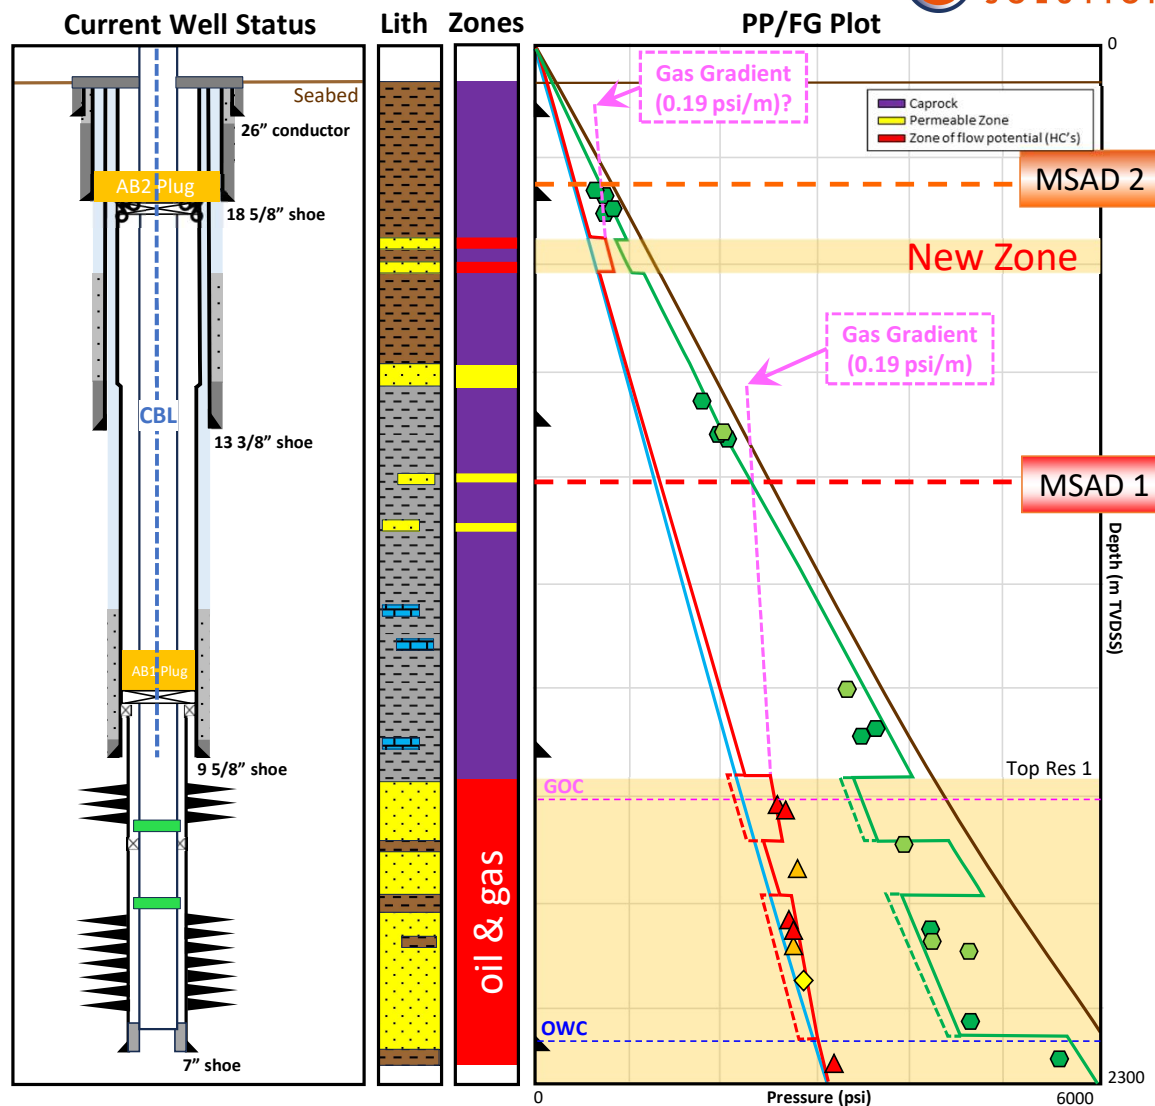 Current Well Status
Lith
Zones
PP/FG Plot
0
Seabed
26” conductor
AB2 Plug
18 5/8” shoe
CBL
13 3/8” shoe
AB1 Plug
9 5/8” shoe
7” shoe
oil & gas
Gas Gradient
(0.19 psi/m)?
Caprock
Permeable Zone
Zone of flow potential (HC’s)
MSAD 2
New Zone
Gas Gradient
(0.19 psi/m)
MSAD 1
Depth (m TVDSS)
Top Res 1
GOC
OWC
2300
0
Pressure (psi)
6000